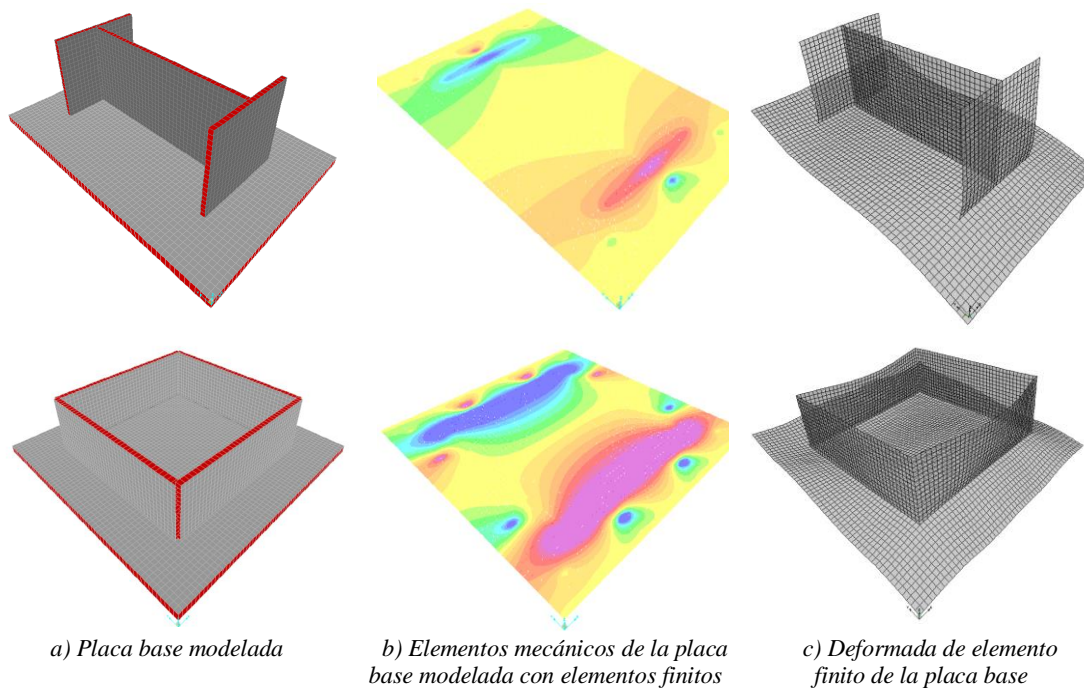 a) Placa base modelada
b) Elementos mecánicos de la placa
base modelada con elementos finitos
c) Deformada de elemento
finito de la placa base